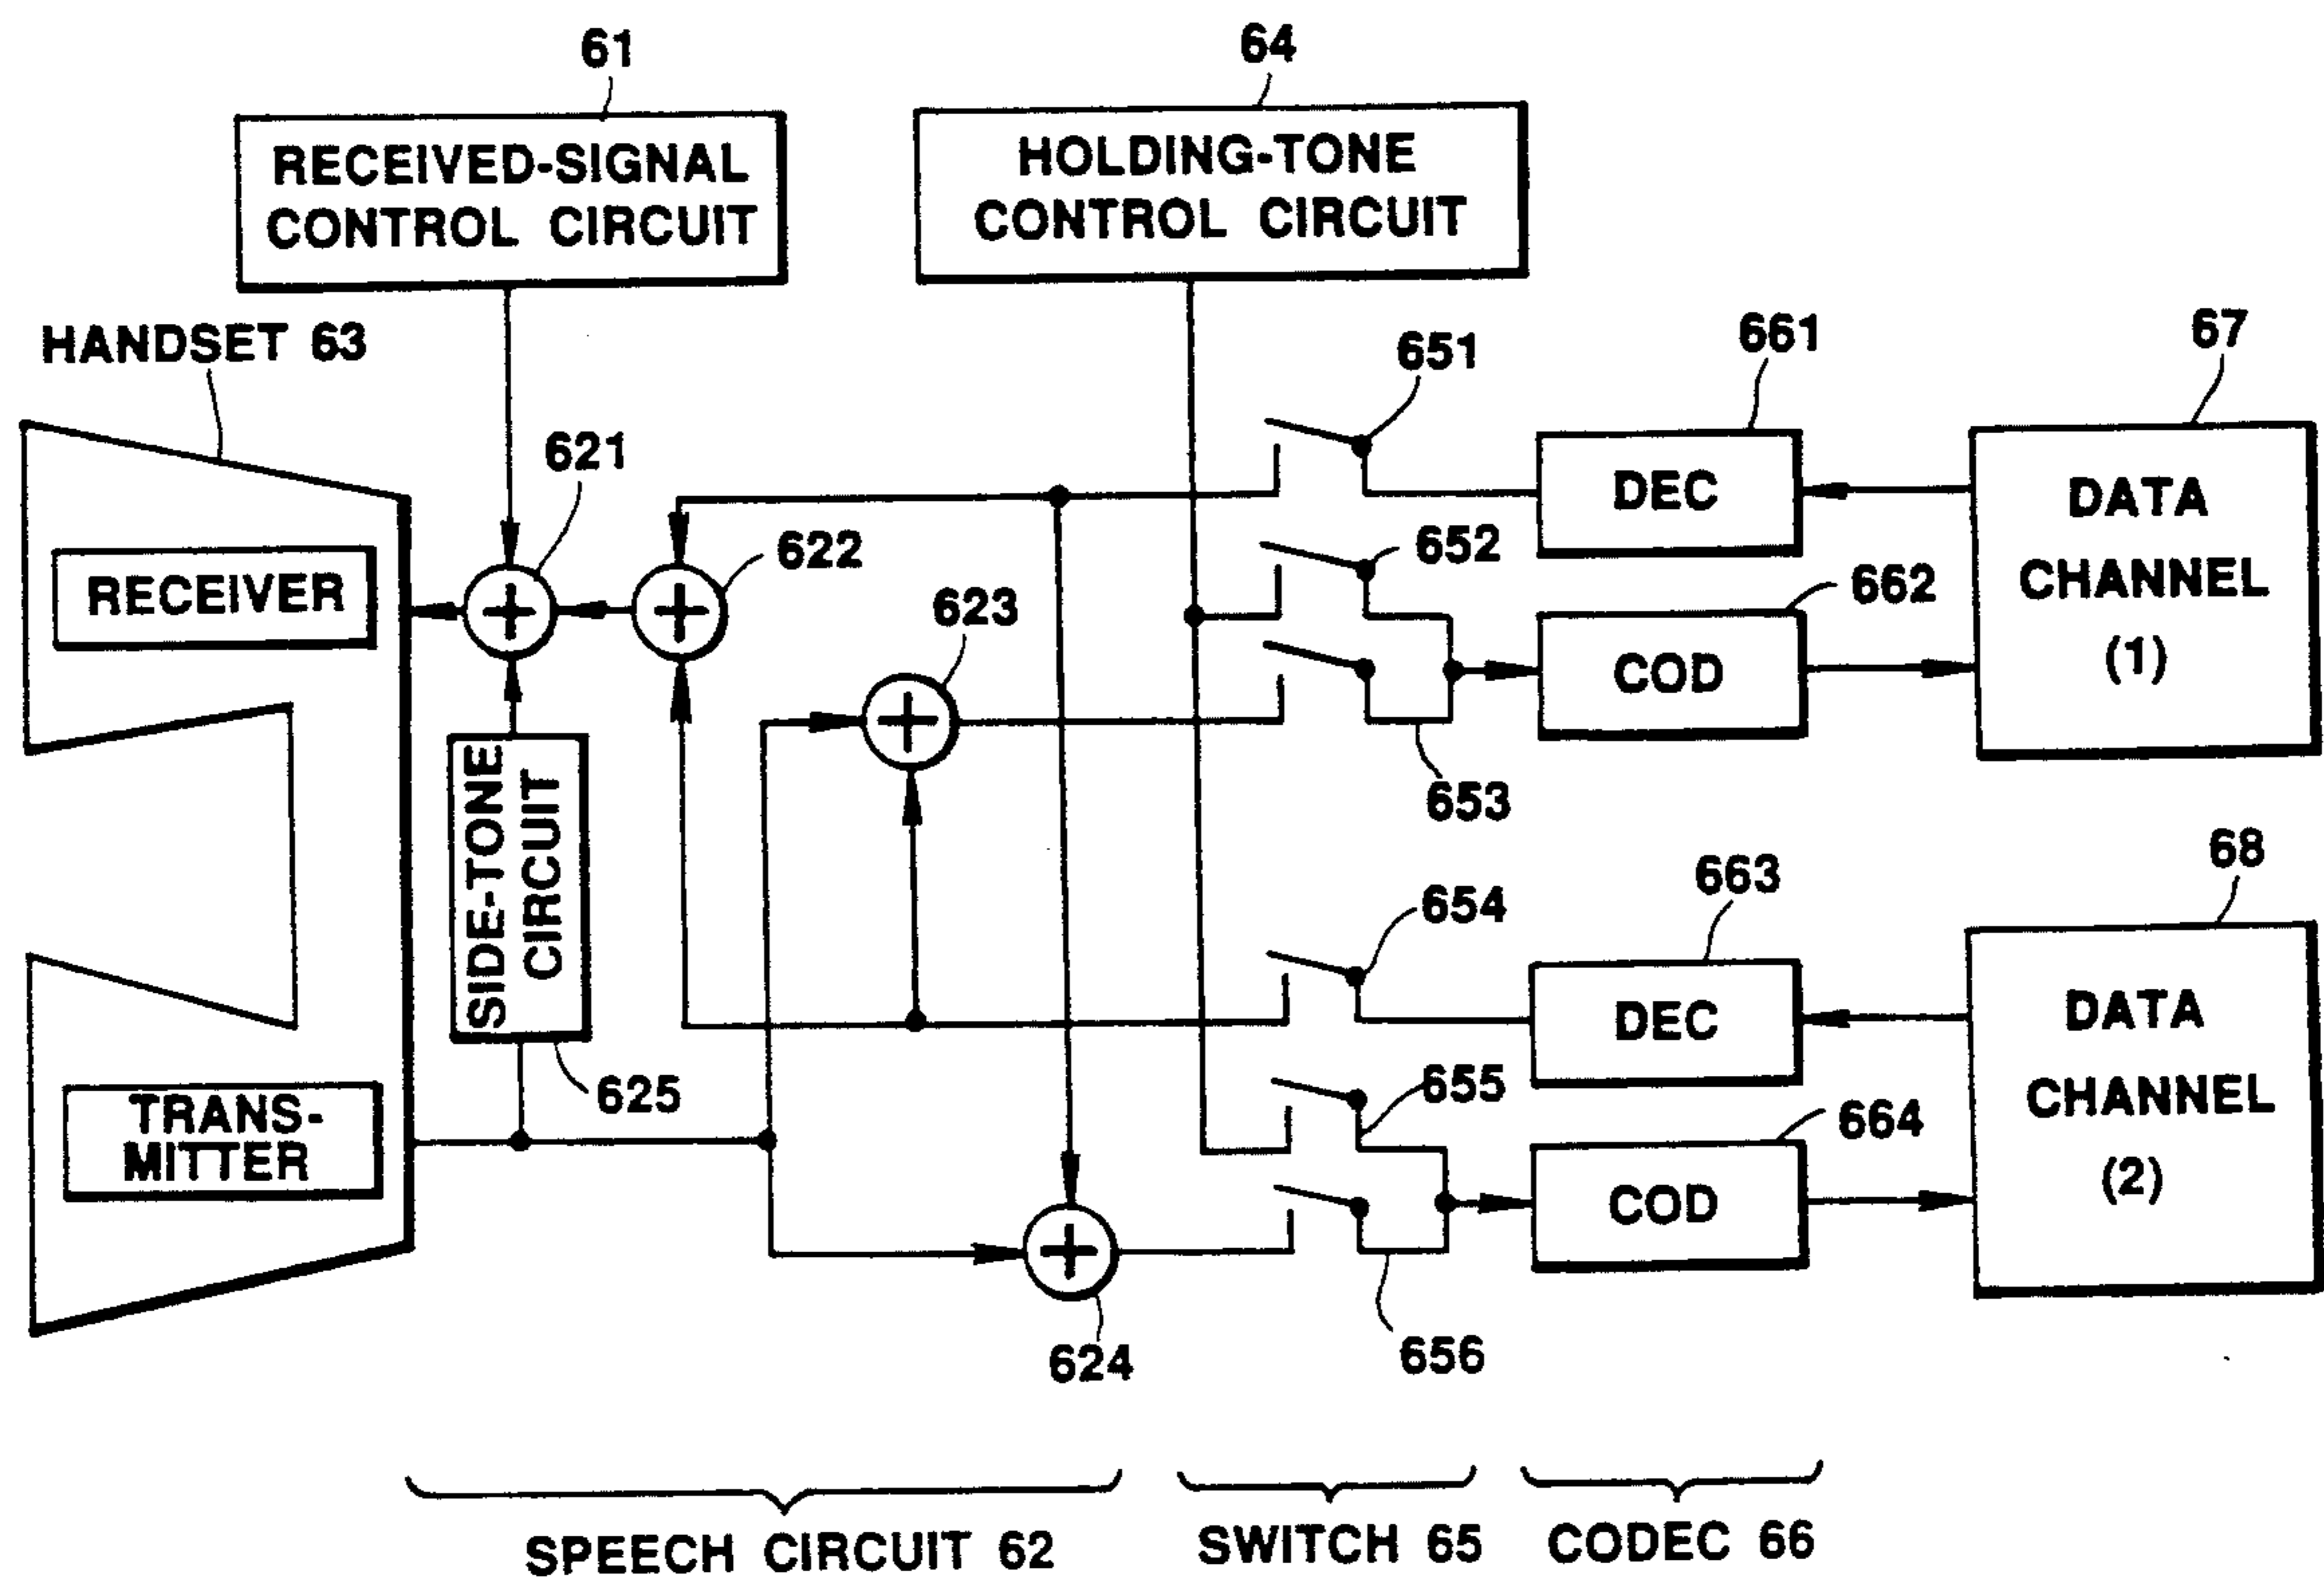 61
64
RECEIVED-SIGNAL
CONTROL CIRCUIT
HOLDING-TONE
CONTROL CIRCUIT
HANDSET 63
651
661
67
621
622
652
662
623
RECEIVER
DEC
DATA
CHANNEL
(1)
COD
653
SIDE-TONE
CIRCUIT
654
663
68
625
655
664
TRANS-
MITTER
DEC
DATA
CHANNEL
(2)
COD
624
656
SPEECH CIRCUIT 62
SWITCH 65
CODEC 66